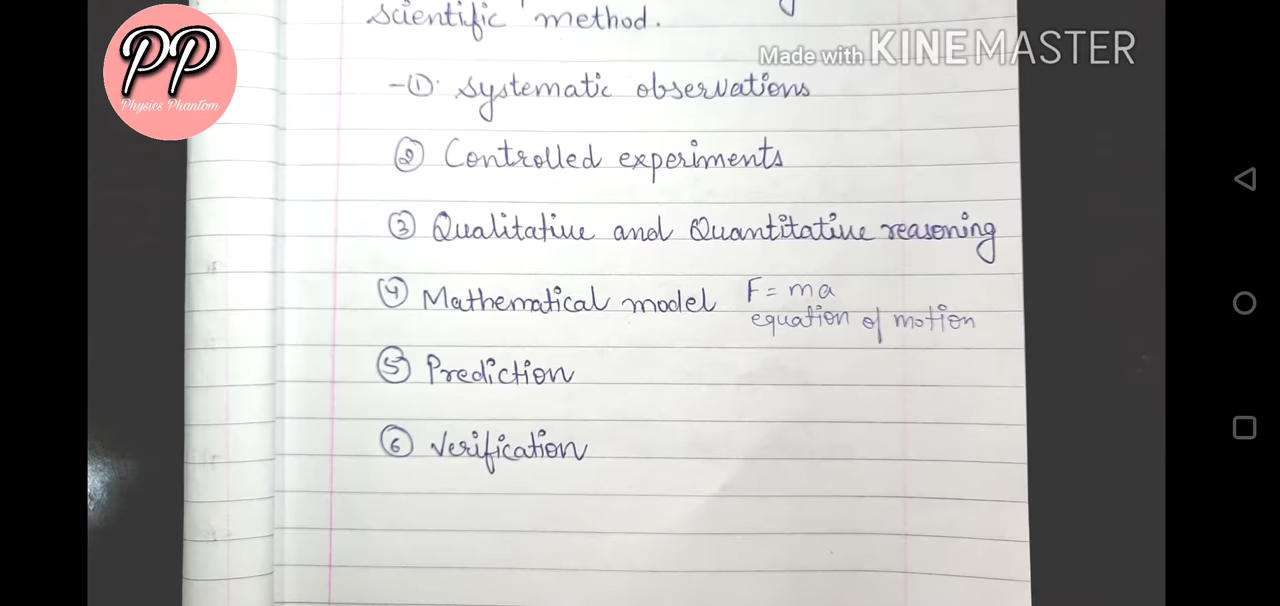 scientific method.
PP
Physics Phantom
Made with KINEMASTER
-①. Systematic observations
② Controlled experiments
③ Qualitative and Quantitative reasoning
④ Mathematical model F = ma
equation of motion
⑤ Prediction
⑥ Verification